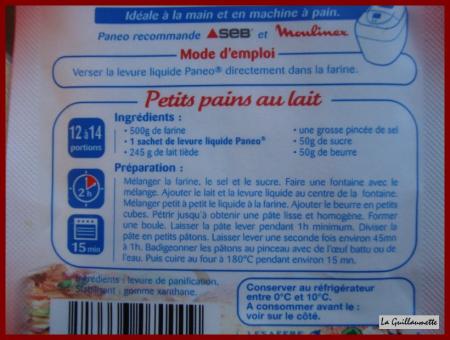 Idéale à la main et en machine à pain.
Paneo recommande SEB et Moulinex
Mode d'emploi
Verser la levure liquide Paneo® directement dans la farine.
Petits pains au lait
12 à 14
portions
Ingrédients :
• 500g de farine
• 1 sachet de levure liquide Paneo®
• 245 g de lait tiède
• une grosse pincée de sel
• 50g de sucre
• 50g de beurre
2h
15 min
Préparation :
Mélanger la farine, le sel et le sucre. Faire une fontaine avec le
mélange. Ajouter le lait et la levure liquide au centre de la fontaine.
Mélanger petit à petit le liquide à la farine. Ajouter le beurre en petits
cubes. Pétrir jusqu'à obtenir une pâte lisse et homogène. Former
une boule. Laisser la pâte lever pendant 1h minimum. Diviser la
pâte en petits pâtons. Laisser lever une seconde fois environ 45mn
à 1h. Badigeonner les pâtons au pinceau avec de l'œuf battu ou de
l'eau. Puis cuire au four à 180°C pendant environ 15 mn.
Ingrédients : levure de panification,
Stabilisant : gomme xanthane.
Conserver au réfrigérateur
entre 0°C et 10°C.
A consommer avant le :
voir sur le côté.
LESAFFRE
La Guillaumette